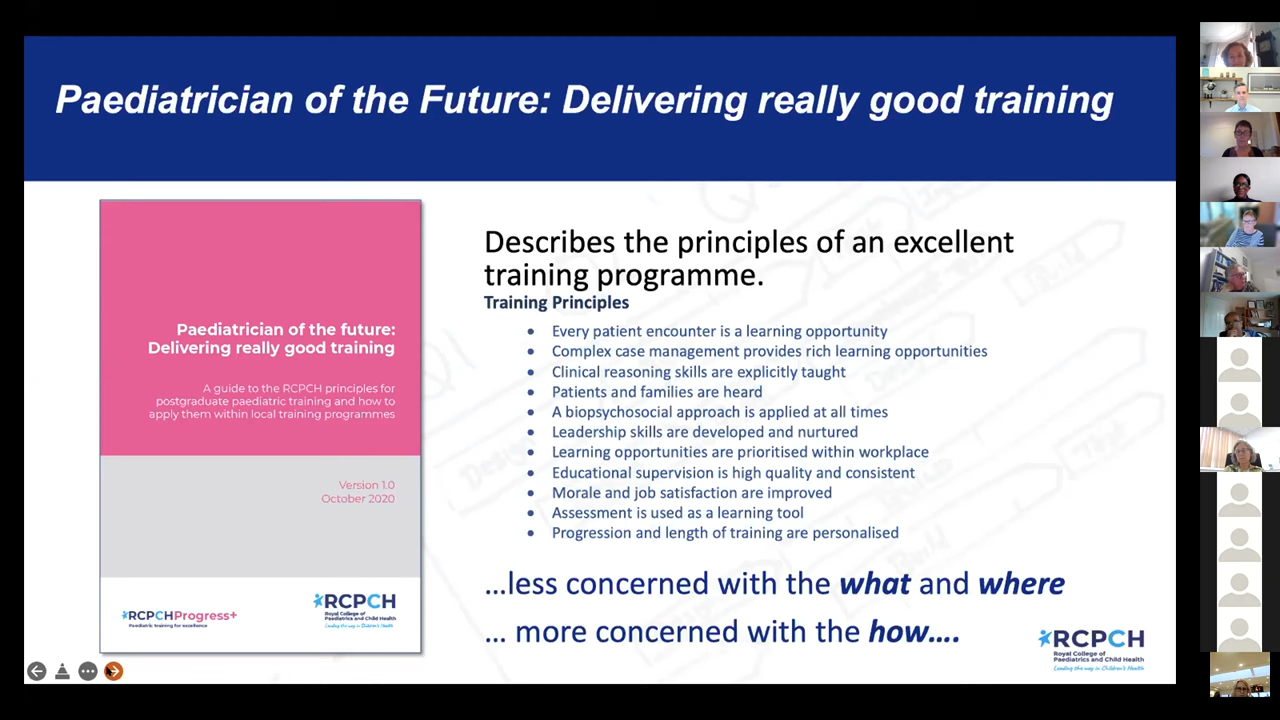 Paediatrician of the Future: Delivering really good training
Paediatrician of the future:
Delivering really good training
A guide to the RCPCH principles for
postgraduate paediatric training and how to
apply them within local training programmes
Version 1.0
October 2020
RCPCHProgress+
Paediatric training for excellence
RCPCH
Royal College of
Paediatrics and Child Health
Leading the way in Children's Health
Describes the principles of an excellent
training programme.
Training Principles
• Every patient encounter is a learning opportunity
• Complex case management provides rich learning opportunities
• Clinical reasoning skills are explicitly taught
• Patients and families are heard
• A biopsychosocial approach is applied at all times
• Leadership skills are developed and nurtured
• Learning opportunities are prioritised within workplace
• Educational supervision is high quality and consistent
• Morale and job satisfaction are improved
• Assessment is used as a learning tool
• Progression and length of training are personalised
...less concerned with the what and where
... more concerned with the how....
RCPCH
Royal College of
Paediatrics and Child Health
Leading the way in Children's Health